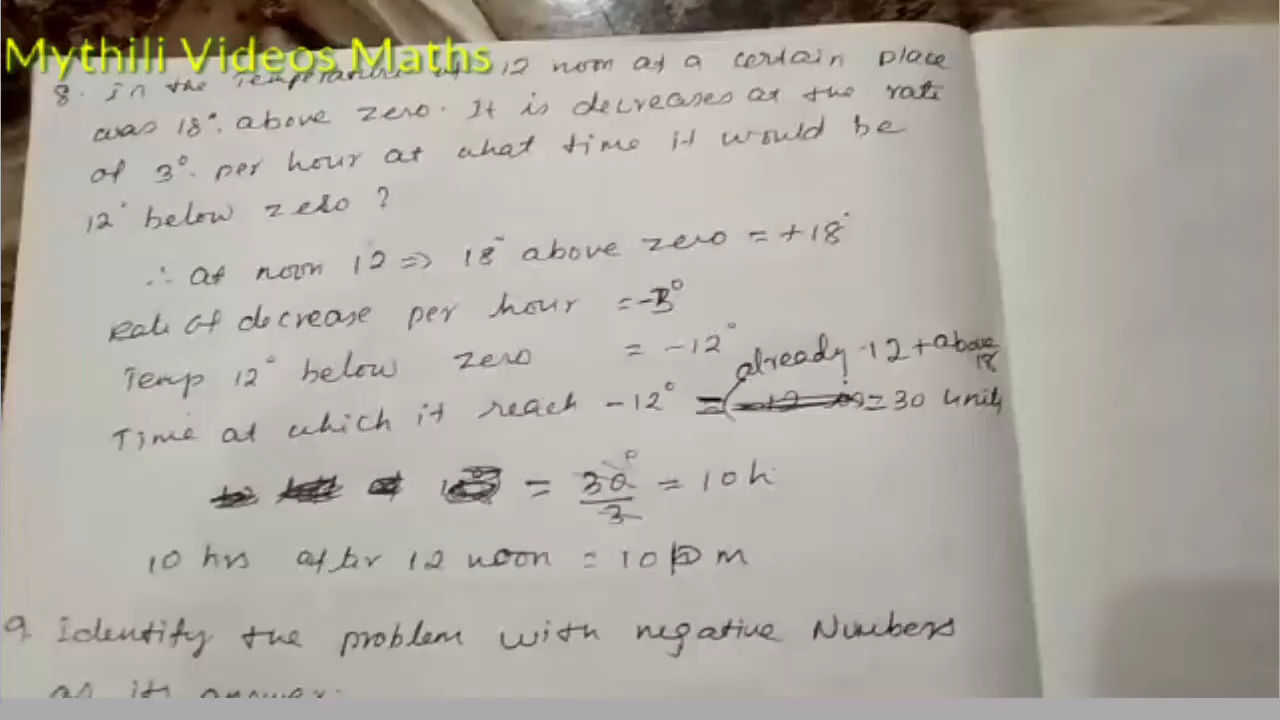 Mythili Videos Maths
8. In the Temperature at 12 noon at a certain place
was 18°. above zero. It is decreases at the rate
of 3°. per hour at what time it would be
12° below zero ?
∴ at noon 12 => 18° above zero = +18°
Rate of decrease per hour = -3°
Temp 12° below zero = -12°
already -12 + above 18
Time at which it reach -12° = = 30 units
= 30°/3 = 10 h
10 hrs after 12 noon = 10 pm
9. Identify the problem with negative Numbers
as its answer.